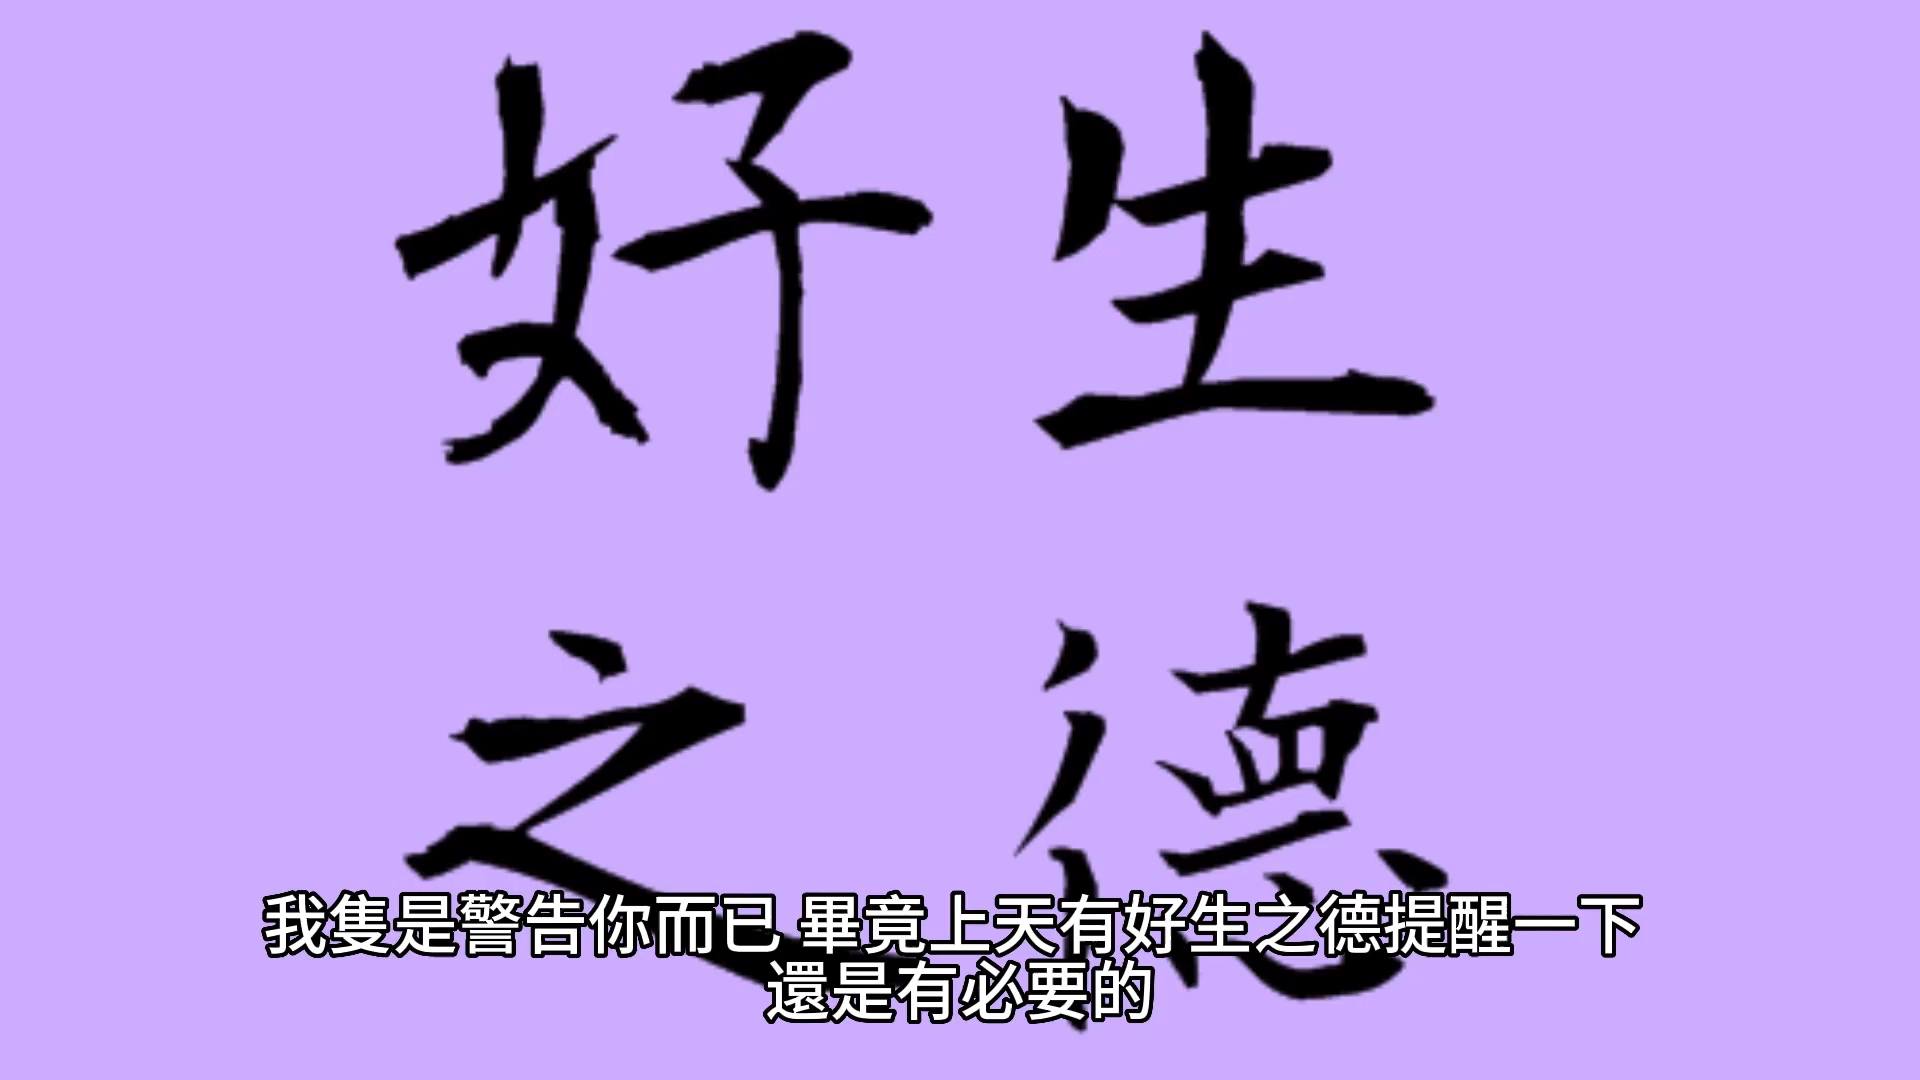 好生
之德
我隻是警告你而已 畢竟上天有好生之德提醒一下
還是有必要的